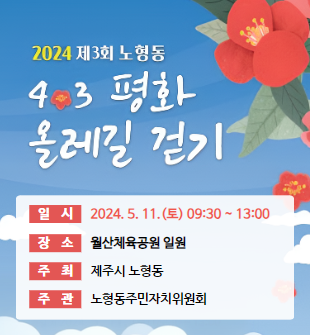 2024 제3회 노형동
4 3 평화
올레길 걷기
일 시 2024. 5. 11.(토) 09:30 ~ 13:00
장 소 월산체육공원 일원
주 최 제주시 노형동
주 관 노형동주민자치위원회